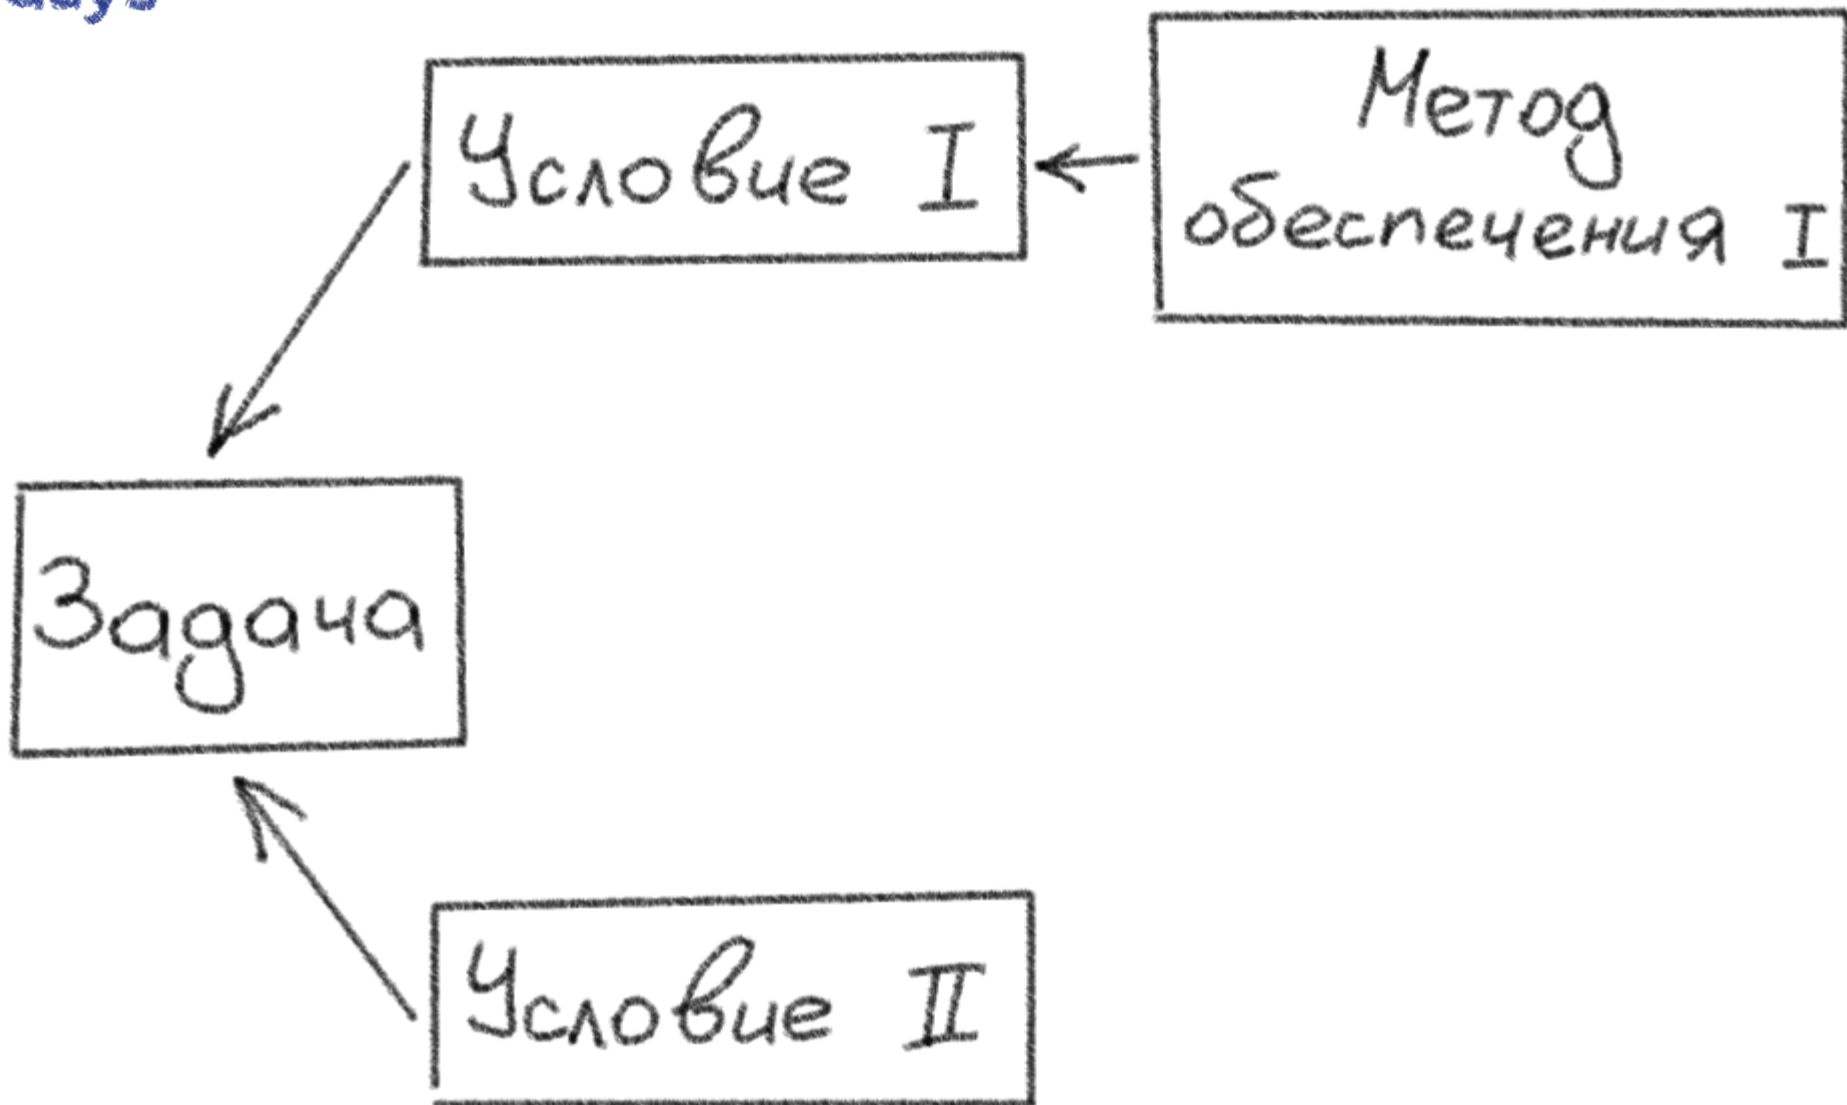 Условие I
Метод
обеспечения I
Задача
Условие II